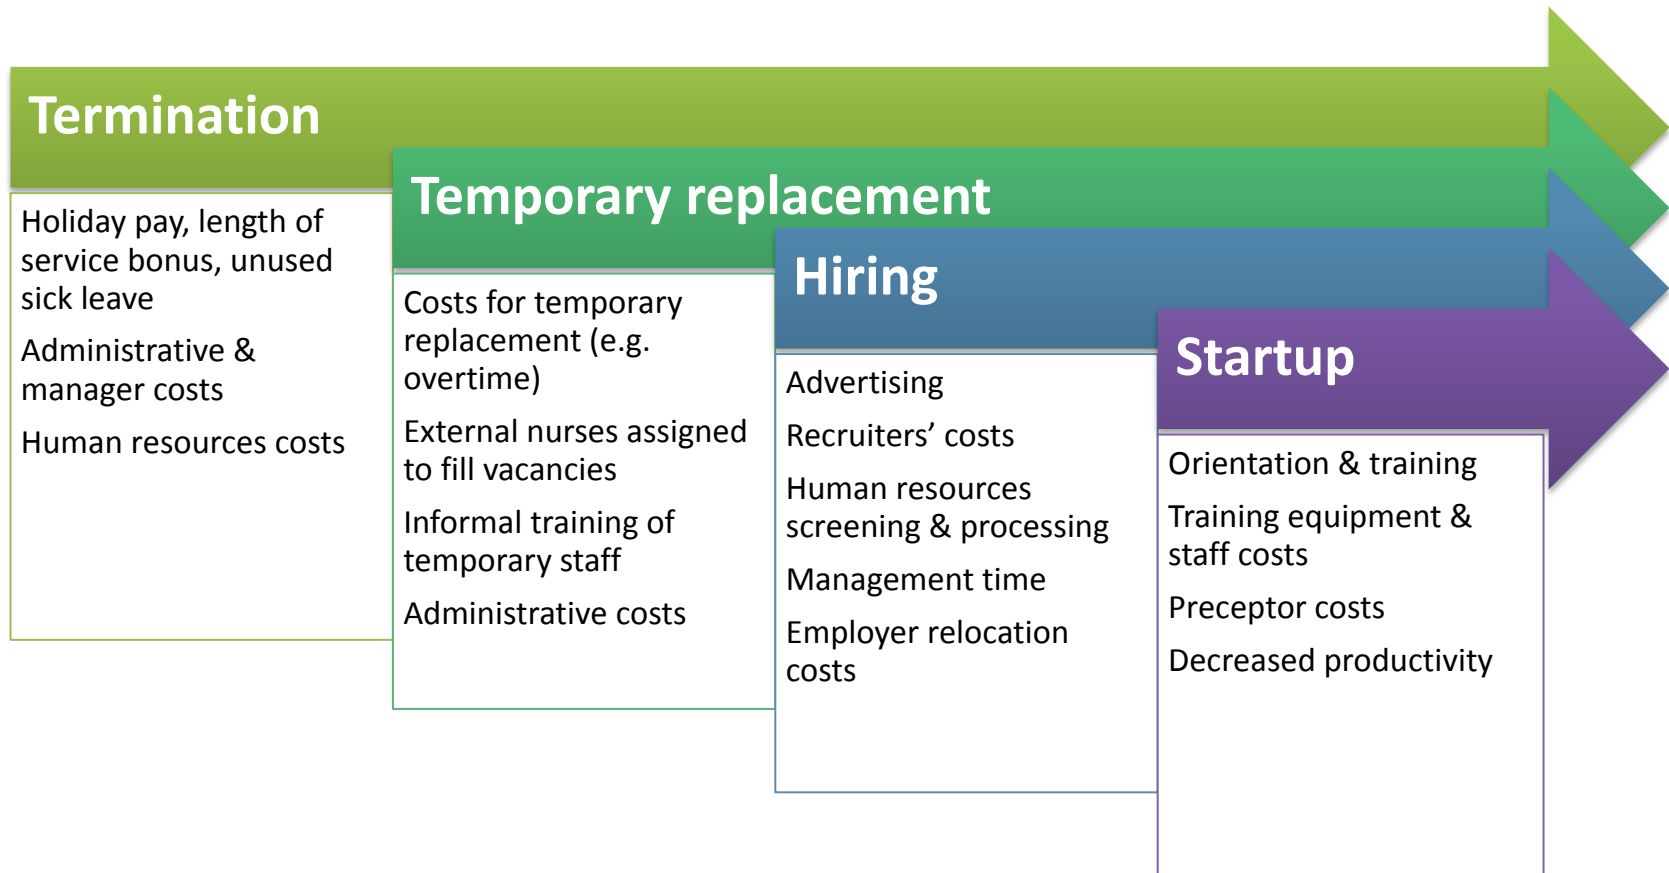 Termination
Holiday pay, length of
service bonus, unused
sick leave
Administrative &
manager costs
Human resources costs
Temporary replacement
Costs for temporary
replacement (e.g.
overtime)
External nurses assigned
to fill vacancies
Informal training of
temporary staff
Administrative costs
Hiring
Advertising
Recruiters’ costs
Human resources
screening & processing
Management time
Employer relocation
costs
Startup
Orientation & training
Training equipment &
staff costs
Preceptor costs
Decreased productivity